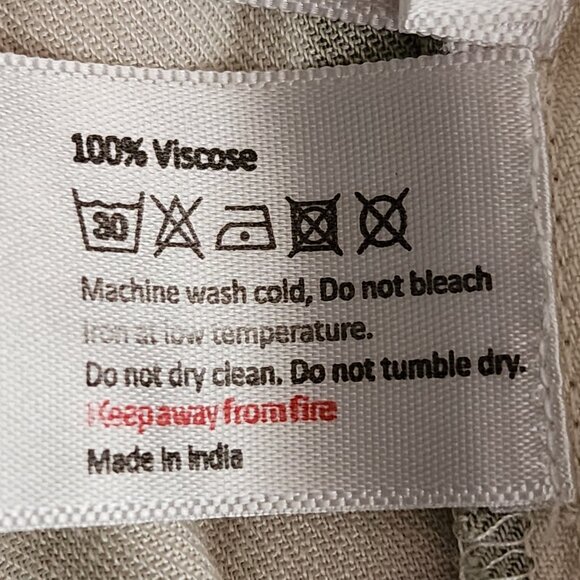 100% Viscose
30
Machine wash cold, Do not bleach
Iron at low temperature.
Do not dry clean. Do not tumble dry.
Keep away from fire
Made in India